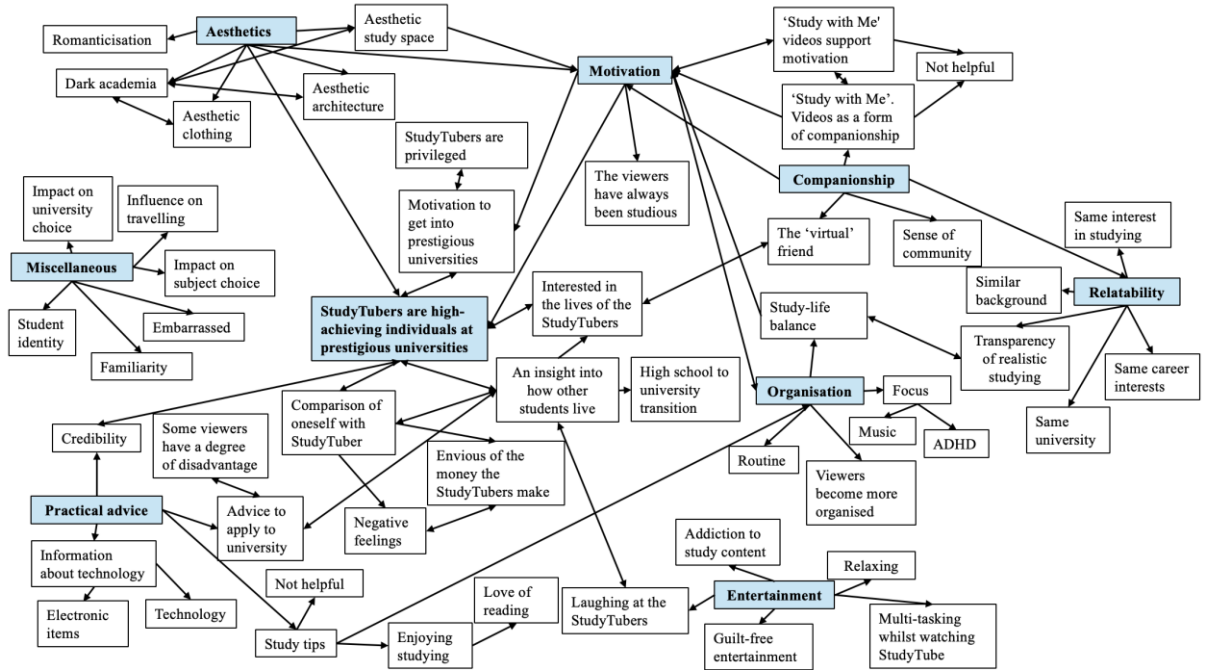 Aesthetics
Romanticisation
Aesthetic
study space
Dark academia
Aesthetic
clothing
Aesthetic
architecture
Motivation
‘Study with Me'
videos support
motivation
Not helpful
‘Study with Me’.
Videos as a form
of companionship
StudyTubers are
privileged
Motivation to
get into
prestigious
universities
The viewers
have always
been studious
Companionship
The ‘virtual’
friend
Sense of
community
Same interest
in studying
Similar
background
Relatability
Transparency
of realistic
studying
Same career
interests
Same
university
Impact on
university
choice
Influence on
travelling
Miscellaneous
Impact on
subject choice
Student
identity
Embarrassed
Familiarity
StudyTubers are high-
achieving individuals at
prestigious universities
Interested in
the lives of the
StudyTubers
Study-life
balance
An insight into
how other
students live
High school to
university
transition
Organisation
Focus
Music
ADHD
Routine
Viewers
become more
organised
Comparison of
oneself with
StudyTuber
Credibility
Some viewers
have a degree
of disadvantage
Envious of the
money the
StudyTubers make
Practical advice
Advice to
apply to
university
Negative
feelings
Information
about technology
Electronic
items
Technology
Not helpful
Study tips
Love of
reading
Enjoying
studying
Laughing at the
StudyTubers
Addiction to
study content
Relaxing
Entertainment
Guilt-free
entertainment
Multi-tasking
whilst watching
StudyTube